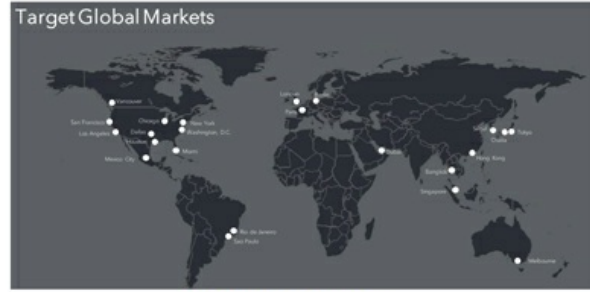 Target Global Markets
Vancouver
San Francisco
Los Angeles
Chicago
Dallas
Houston
New York
Washington, D.C.
Miami
Mexico City
Rio de Janeiro
Sao Paulo
London
Paris
Dubai
Seoul
Osaka
Tokyo
Hong Kong
Bangkok
Singapore
Melbourne